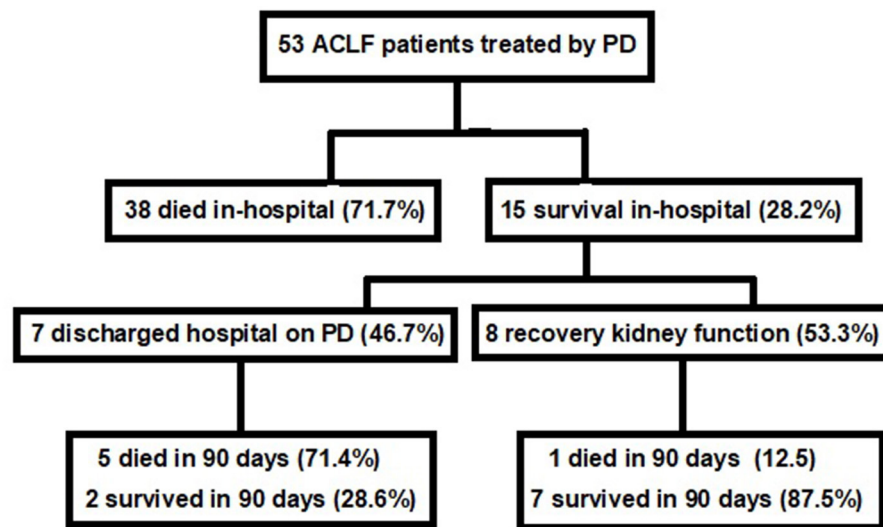 53 ACLF patients treated by PD
38 died in-hospital (71.7%)
15 survival in-hospital (28.2%)
7 discharged hospital on PD (46.7%)
8 recovery kidney function (53.3%)
5 died in 90 days (71.4%)
2 survived in 90 days (28.6%)
1 died in 90 days (12.5)
7 survived in 90 days (87.5%)